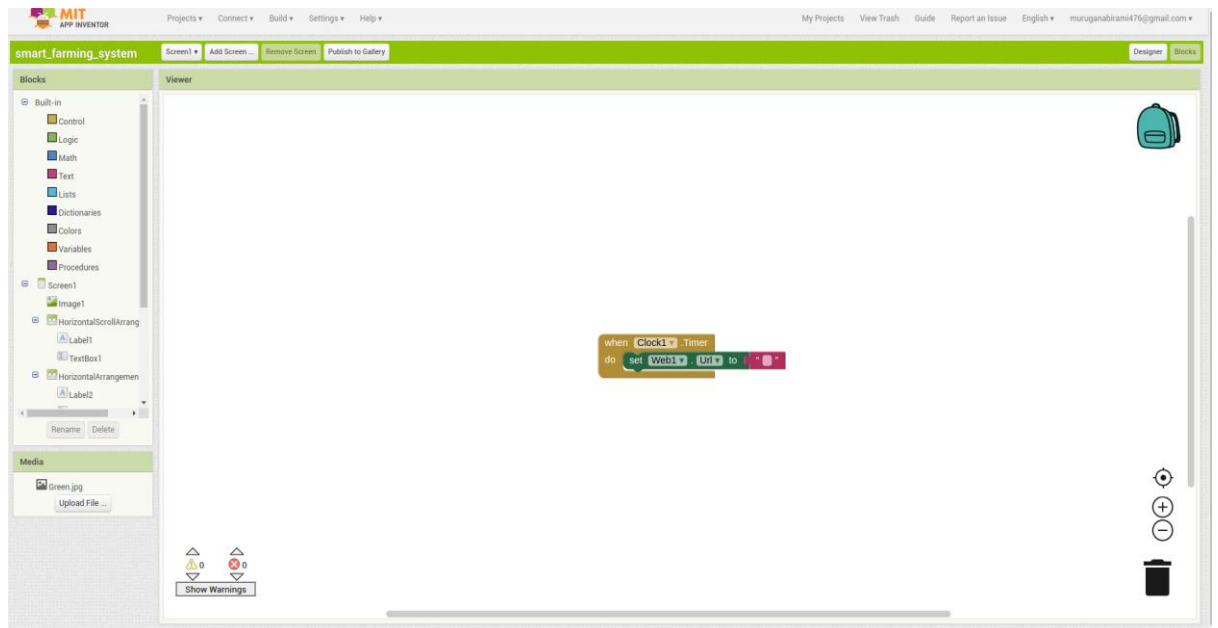 MIT
APP INVENTOR
Projects Connect Build Settings Help
My Projects View Trash Guide Report an Issue English muruganabirami476@gmail.com
smart_farming_system Screen1 Add Screen ... Remove Screen Publish to Gallery Designer Blocks
Blocks
Built-in
Control
Logic
Math
Text
Lists
Dictionaries
Colors
Variables
Procedures
Screen1
Image1
HorizontalScrollArrang
Label1
TextBox1
HorizontalArrangemen
Label2
Rename Delete
Media
Green.jpg
Upload File ...
Viewer
when Clock1 .Timer
do set Web1 . Url to " "
0 0
Show Warnings